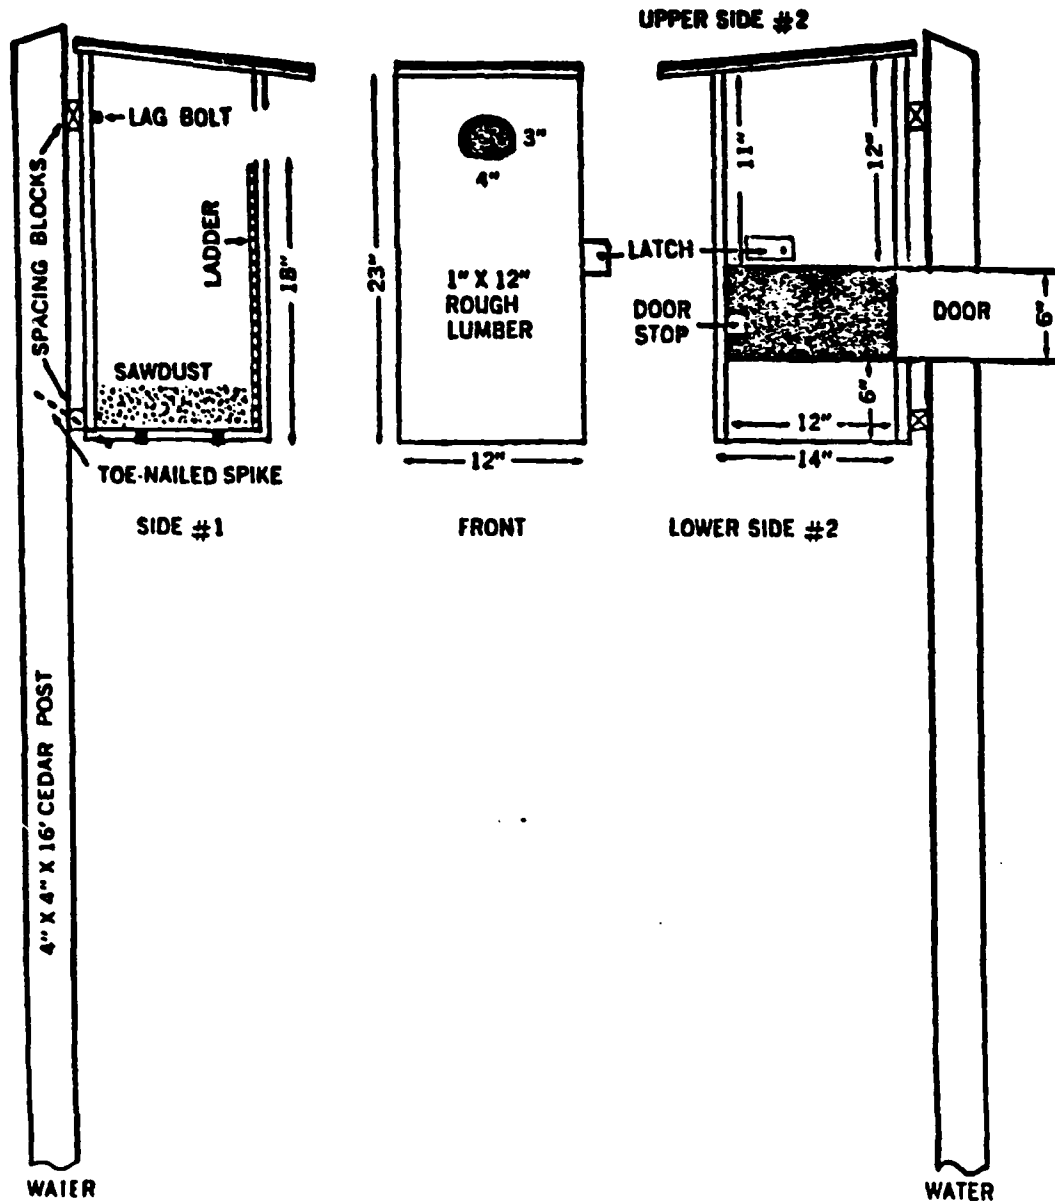 UPPER SIDE #2
LAG BOLT
SPACING BLOCKS
LADDER
18"
SAWDUST
TOE-NAILED SPIKE
SIDE #1
4" X 4" X 16' CEDAR POST
WATER
3"
4"
23"
1" X 12"
ROUGH
LUMBER
12"
FRONT
LATCH
DOOR
STOP
11"
12"
DOOR
6"
6"
12"
14"
LOWER SIDE #2
WATER